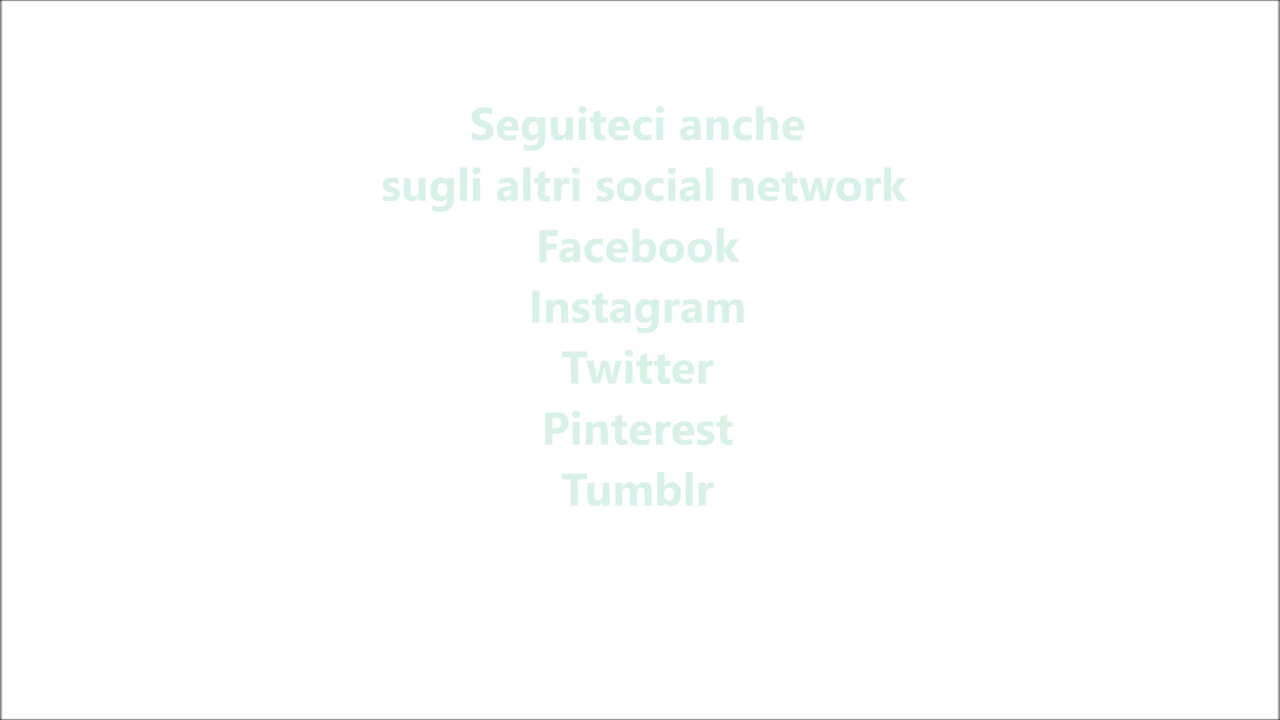 Seguiteci anche
sugli altri social network
Facebook
Instagram
Twitter
Pinterest
Tumblr